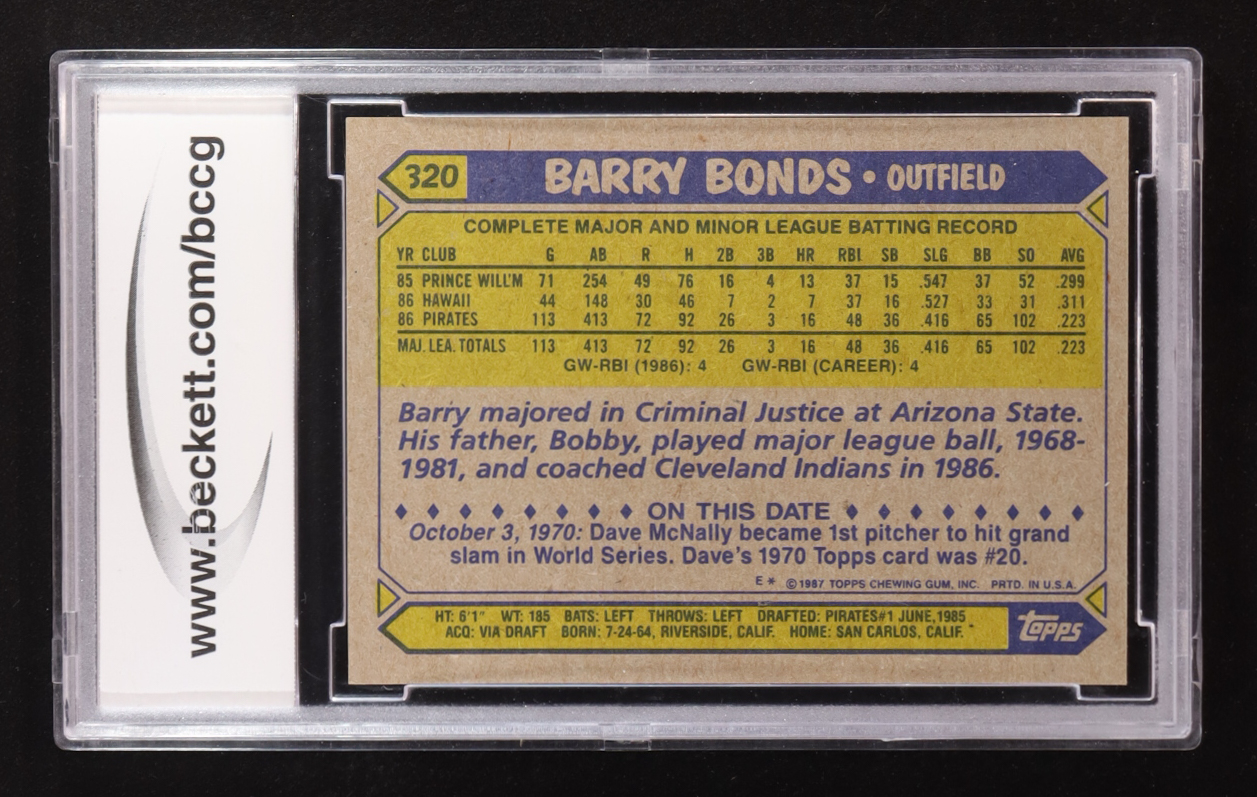 www.beckett.com/bccg
320 BARRY BONDS • OUTFIELD
COMPLETE MAJOR AND MINOR LEAGUE BATTING RECORD
YR CLUB G AB R H 2B 3B HR RBI SB SLG BB SO AVG
85 PRINCE WILL'M 71 254 49 76 16 4 13 37 15 .547 37 52 .299
86 HAWAII 44 148 30 46 7 2 7 37 16 .527 33 31 .311
86 PIRATES 113 413 72 92 26 3 16 48 36 .416 65 102 .223
MAJ. LEA. TOTALS 113 413 72 92 26 3 16 48 36 .416 65 102 .223
GW-RBI (1986): 4 GW-RBI (CAREER): 4
Barry majored in Criminal Justice at Arizona State.
His father, Bobby, played major league ball, 1968-
1981, and coached Cleveland Indians in 1986.
♦ ♦ ♦ ♦ ♦ ♦ ♦ ♦ ON THIS DATE ♦ ♦ ♦ ♦ ♦ ♦ ♦ ♦
October 3, 1970: Dave McNally became 1st pitcher to hit grand
slam in World Series. Dave's 1970 Topps card was #20.
E* ©1987 TOPPS CHEWING GUM, INC. PRTD. IN U.S.A.
HT: 6'1" WT: 185 BATS: LEFT THROWS: LEFT DRAFTED: PIRATES#1 JUNE,1985
ACQ: VIA DRAFT BORN: 7-24-64, RIVERSIDE, CALIF. HOME: SAN CARLOS, CALIF.
topps